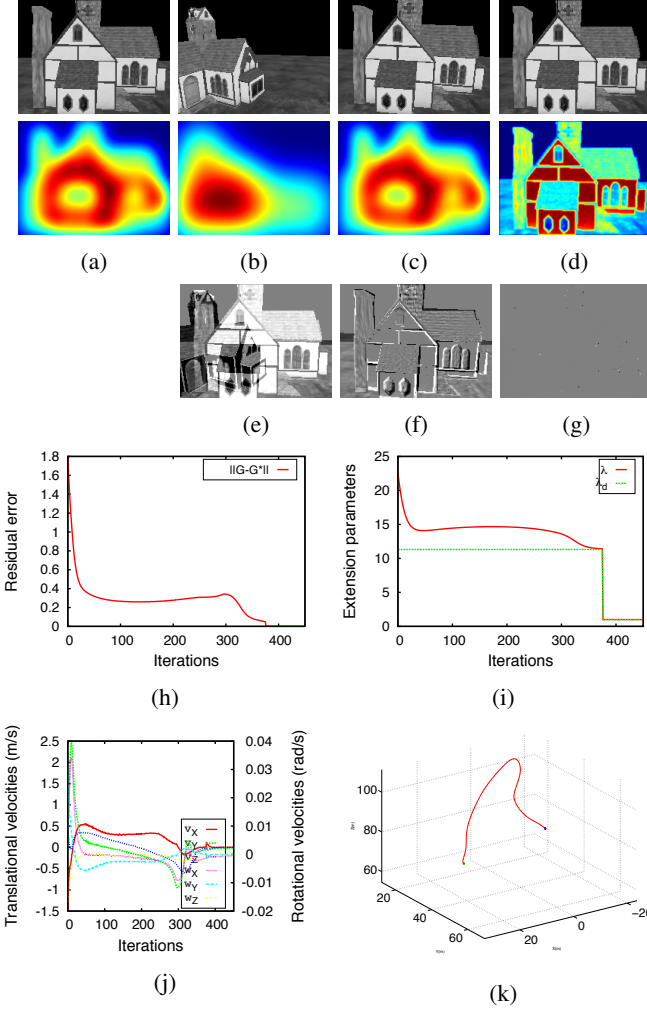 (a) (b) (c) (d)
(e) (f) (g)
1.8
1.6
1.4
1.2
1
0.8
0.6
0.4
0.2
0
0 100 200 300 400
Residual error
Iterations
||G-G*||
(h)
25
20
15
10
5
0
0 100 200 300 400
Extension parameters
Iterations
λ
λd
(i)
2.5
2
1.5
1
0.5
0
-0.5
-1
-1.5
0 100 200 300 400
Translational velocities (m/s)
Iterations
0.04
0.03
0.02
0.01
0
-0.01
-0.02
Rotational velocities (rad/s)
vX
vY
vZ
wX
wY
wZ
(j)
100
80
60
20
40
60
20
0
-20
(k)